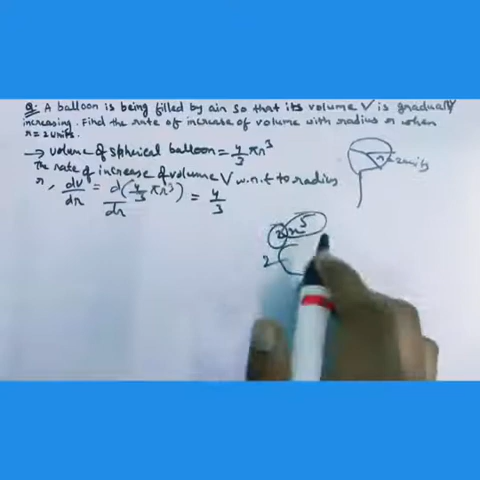 Q: A balloon is being filled by air so that its volume V is gradually
increasing. Find the rate of increase of volume with radius r when
r = 2 units.
→ volume of spherical balloon = 4/3 πr³
r = 2 units
The rate of increase of volume V w.r.t to radius
r, dV/dr = d(4/3 πr³)/dr = 4/3
2x⁵
2